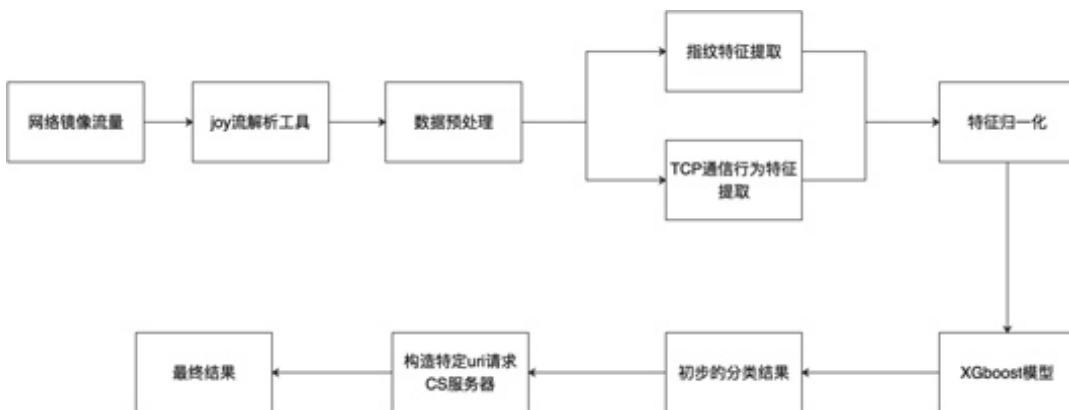 指纹特征提取
网络镜像流量
joy流解析工具
数据预处理
特征归一化
TCP通信行为特征
提取
最终结果
构造特定uri请求
CS服务器
初步的分类结果
XGboost模型